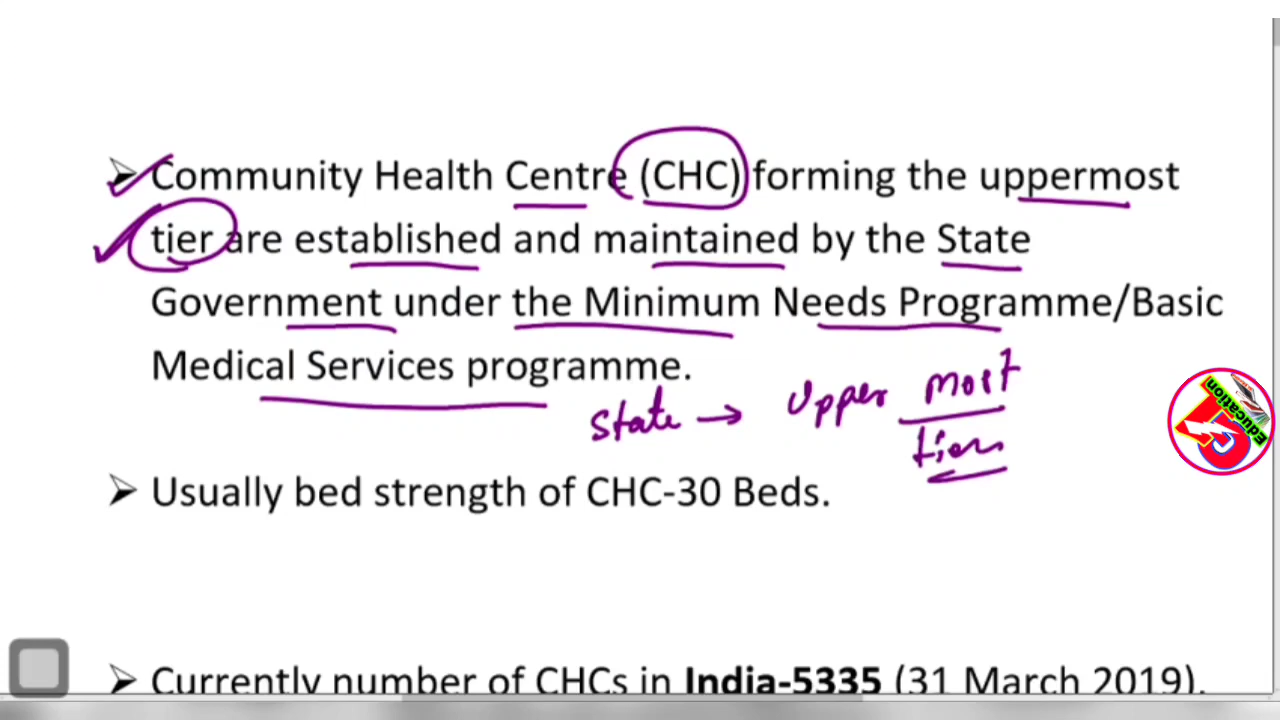 ➢ Community Health Centre (CHC) forming the uppermost
tier are established and maintained by the State
Government under the Minimum Needs Programme/Basic
Medical Services programme.
State → Upper most
tier
➢ Usually bed strength of CHC-30 Beds.
Education
➢ Currently number of CHCs in India-5335 (31 March 2019).